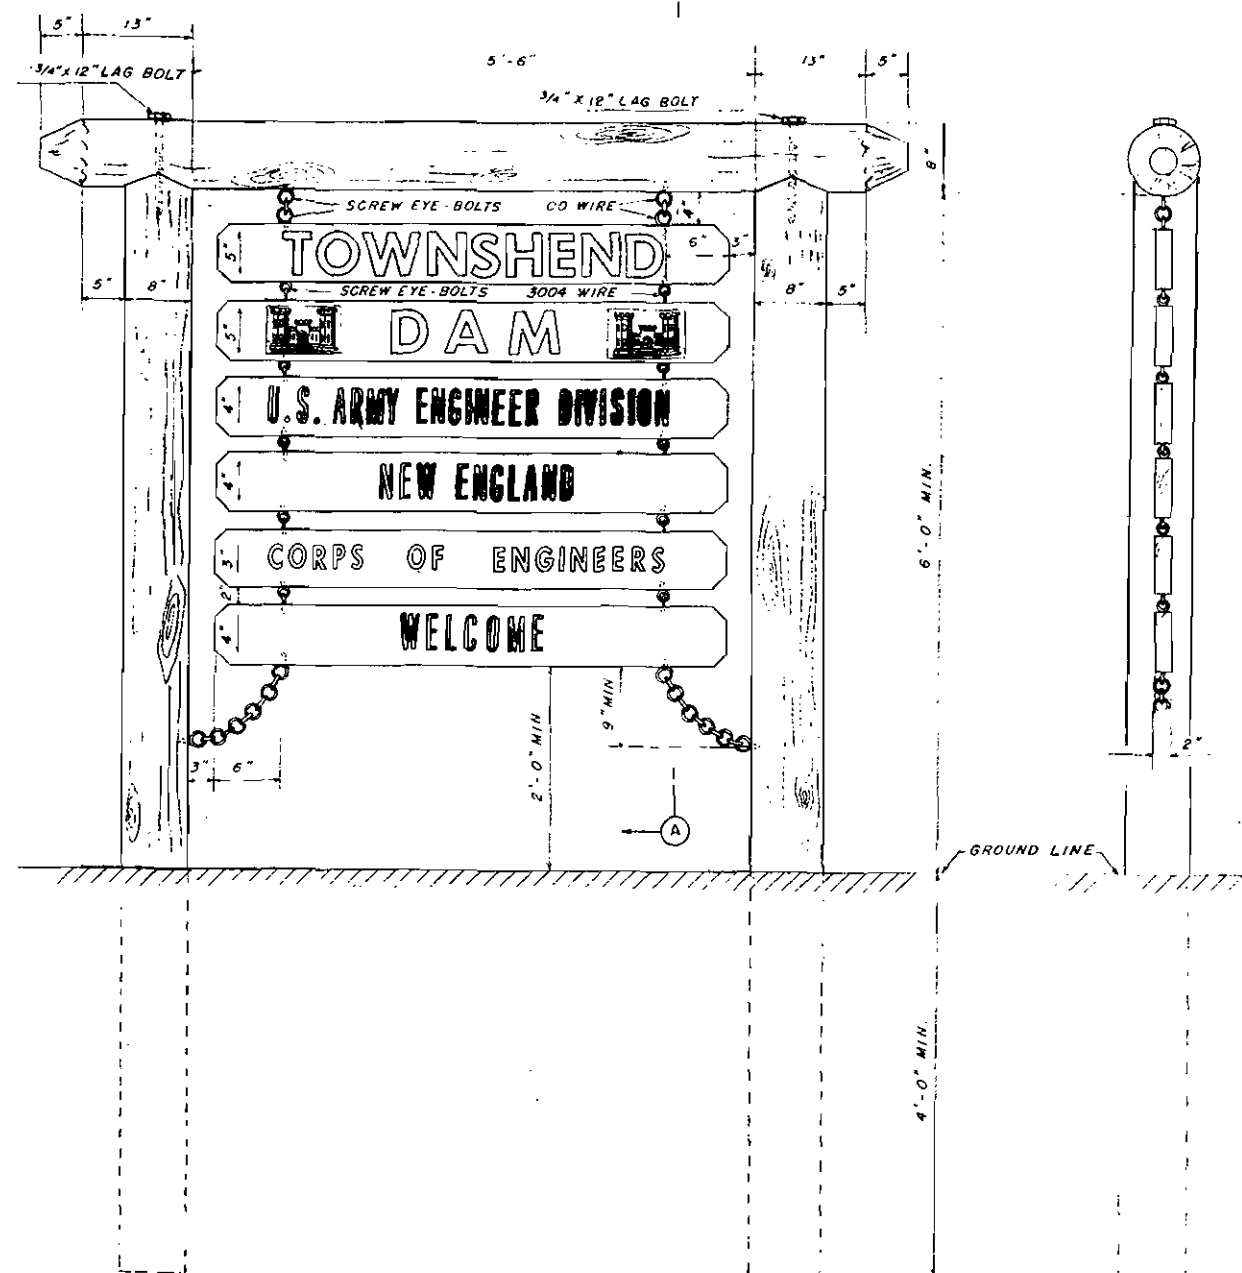 5" 13" 5'-6" 13" 5"
3/4" X 12" LAG BOLT
3/4" X 12" LAG BOLT
8"
SCREW EYE-BOLTS CO WIRE
4"
5" TOWNSHEND 6" 3"
5" 8" SCREW EYE-BOLTS 3004 WIRE 8" 5"
5" DAM
4" U.S. ARMY ENGINEER DIVISION
4" NEW ENGLAND
6'-0" MIN.
3" CORPS OF ENGINEERS
2"
4" WELCOME
9" MIN
2'-0" MIN
3" 6"
2"
A
GROUND LINE
4'-0" MIN.